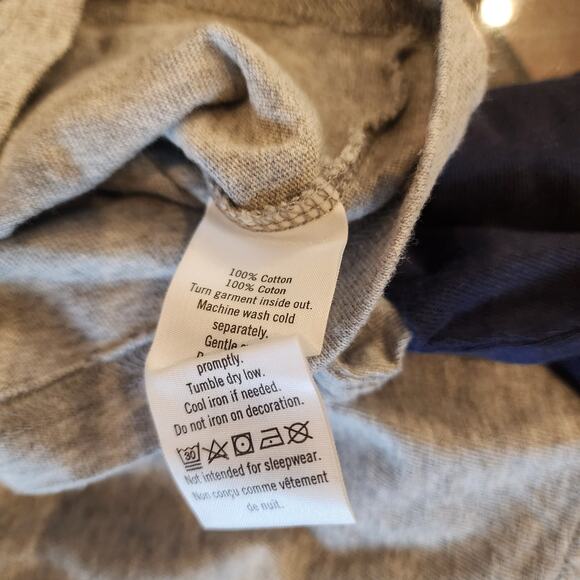 100% Cotton
100% Coton
Turn garment inside out.
Machine wash cold
separately.
Gentle
promptly.
Tumble dry low.
Cool iron if needed.
Do not iron on decoration.
30
Not intended for sleepwear.
Non conçu comme vêtement
de nuit.